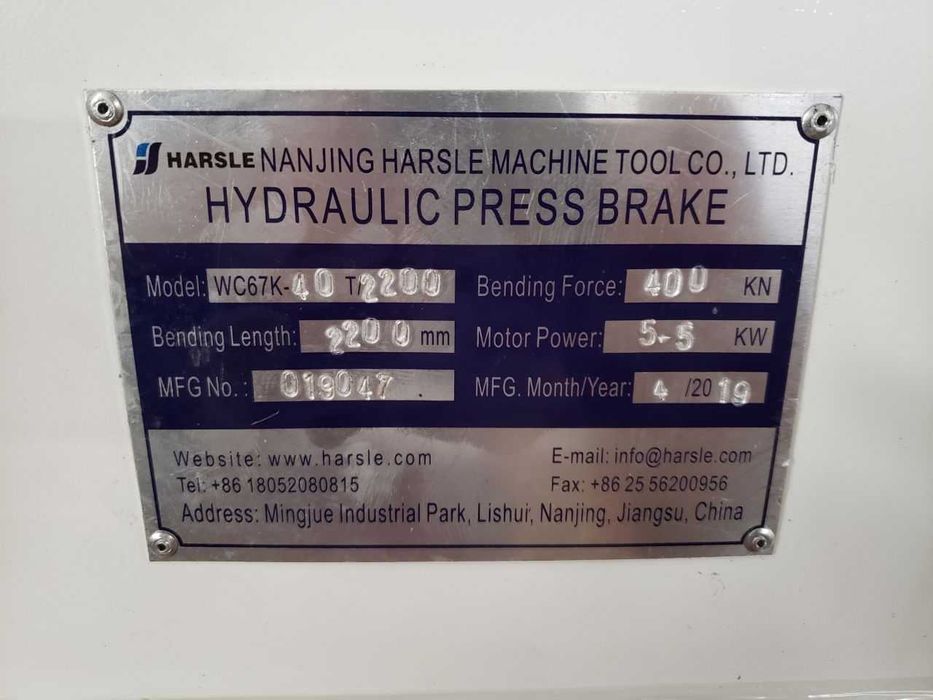 HARSLE NANJING HARSLE MACHINE TOOL CO., LTD.
HYDRAULIC PRESS BRAKE
Model: WC67K-40 T/2200 Bending Force: 400 KN
Bending Length: 2200 mm Motor Power: 5.5 KW
MFG No.: 019047 MFG. Month/Year: 4 /2019
Website: www.harsle.com E-mail: info@harsle.com
Tel: +86 18052080815 Fax: +86 25 56200956
Address: Mingjue Industrial Park, Lishui, Nanjing, Jiangsu, China